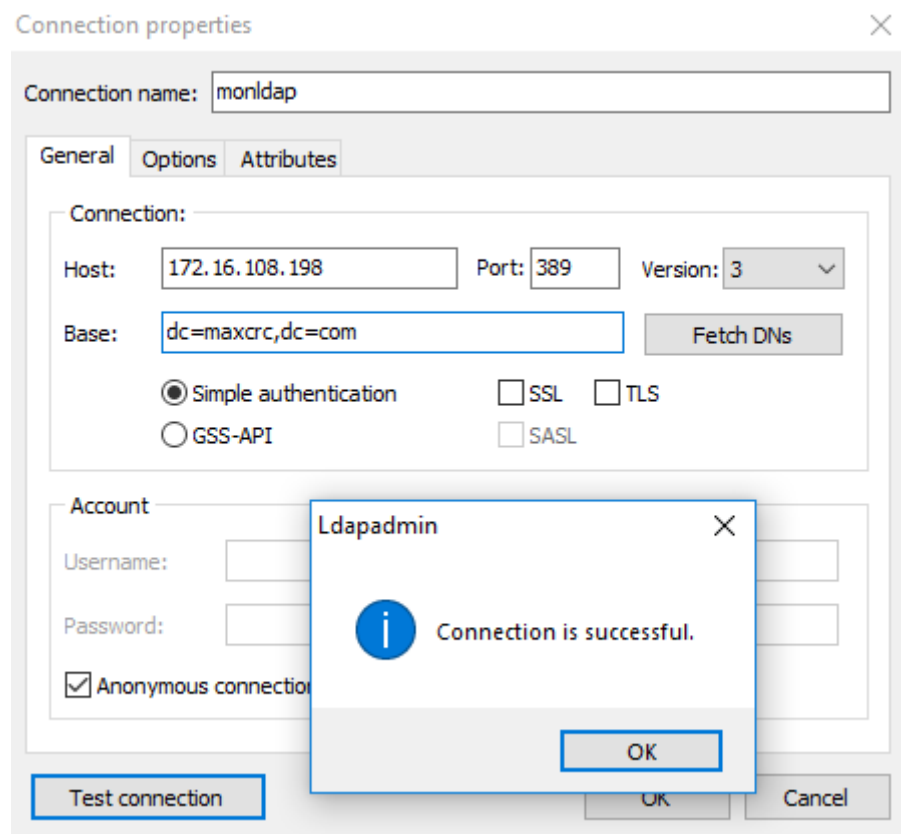 Connection properties
Connection name: monldap
General Options Attributes
Connection:
Host: 172.16.108.198 Port: 389 Version: 3
Base: dc=maxcrc,dc=com Fetch DNs
Simple authentication SSL TLS
GSS-API SASL
Account
Ldapadmin
Username:
Connection is successful.
Password:
Anonymous connection
OK
Test connection OK Cancel